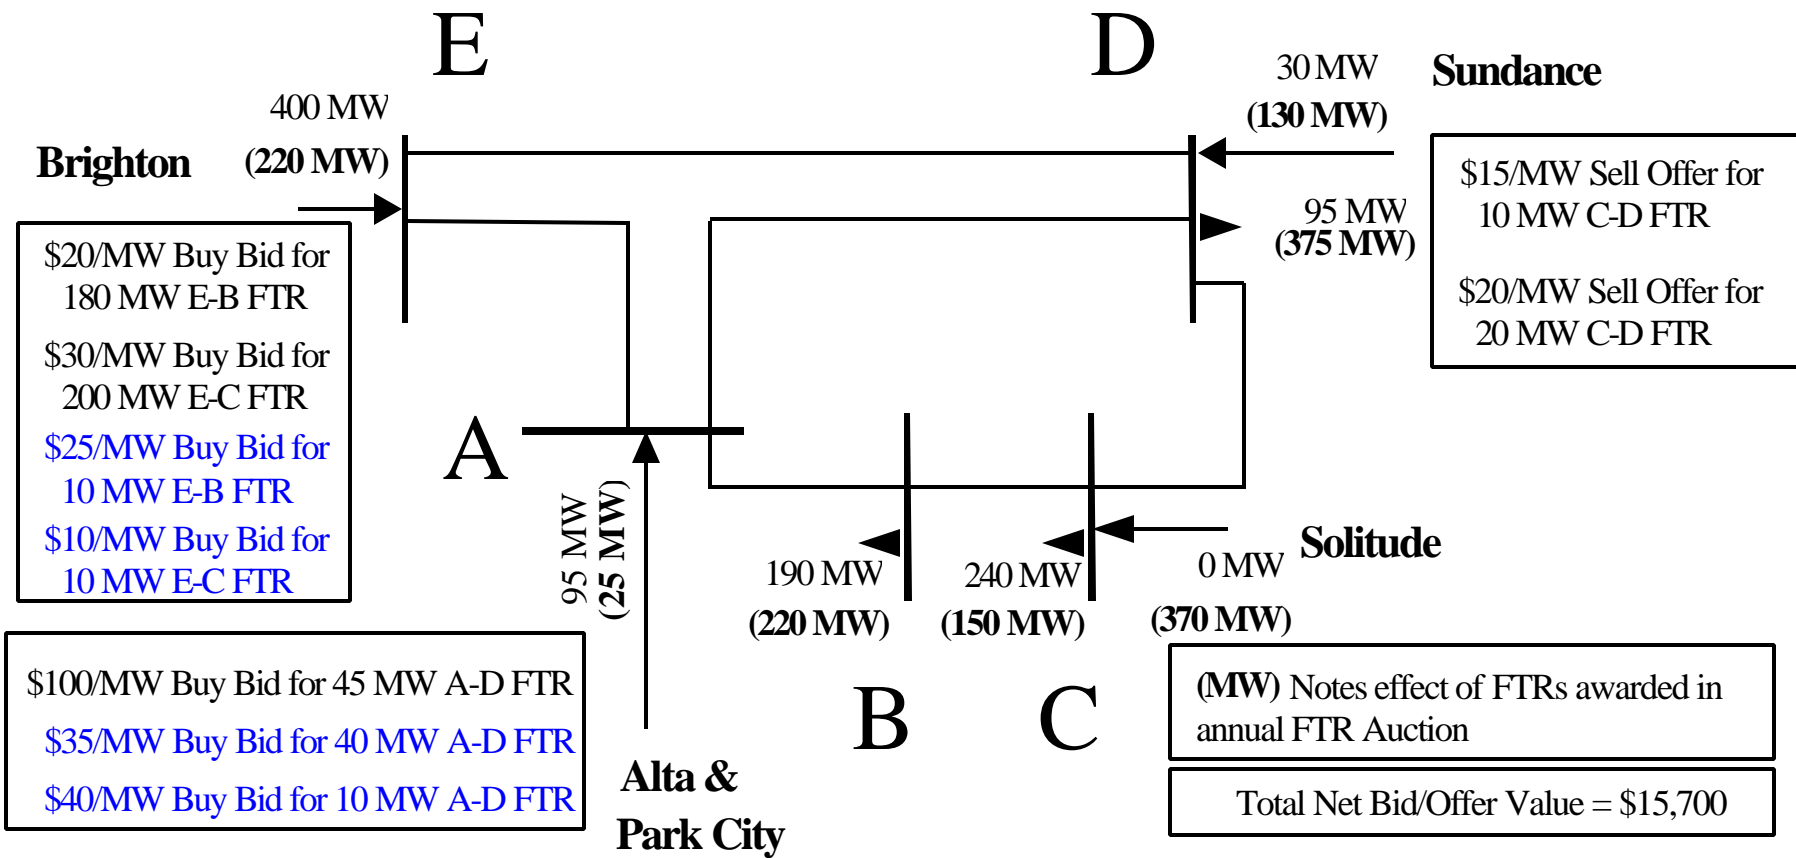 E
D
400 MW
(220 MW)
Brighton
30 MW
(130 MW)
Sundance
95 MW
(375 MW)
$15/MW Sell Offer for
10 MW C-D FTR
$20/MW Sell Offer for
20 MW C-D FTR
$20/MW Buy Bid for
180 MW E-B FTR
$30/MW Buy Bid for
200 MW E-C FTR
$25/MW Buy Bid for
10 MW E-B FTR
$10/MW Buy Bid for
10 MW E-C FTR
A
95 MW
(25 MW)
190 MW
(220 MW)
240 MW
(150 MW)
0 MW
(370 MW)
Solitude
B
C
$100/MW Buy Bid for 45 MW A-D FTR
$35/MW Buy Bid for 40 MW A-D FTR
$40/MW Buy Bid for 10 MW A-D FTR
Alta &
Park City
(MW) Notes effect of FTRs awarded in
annual FTR Auction
Total Net Bid/Offer Value = $15,700